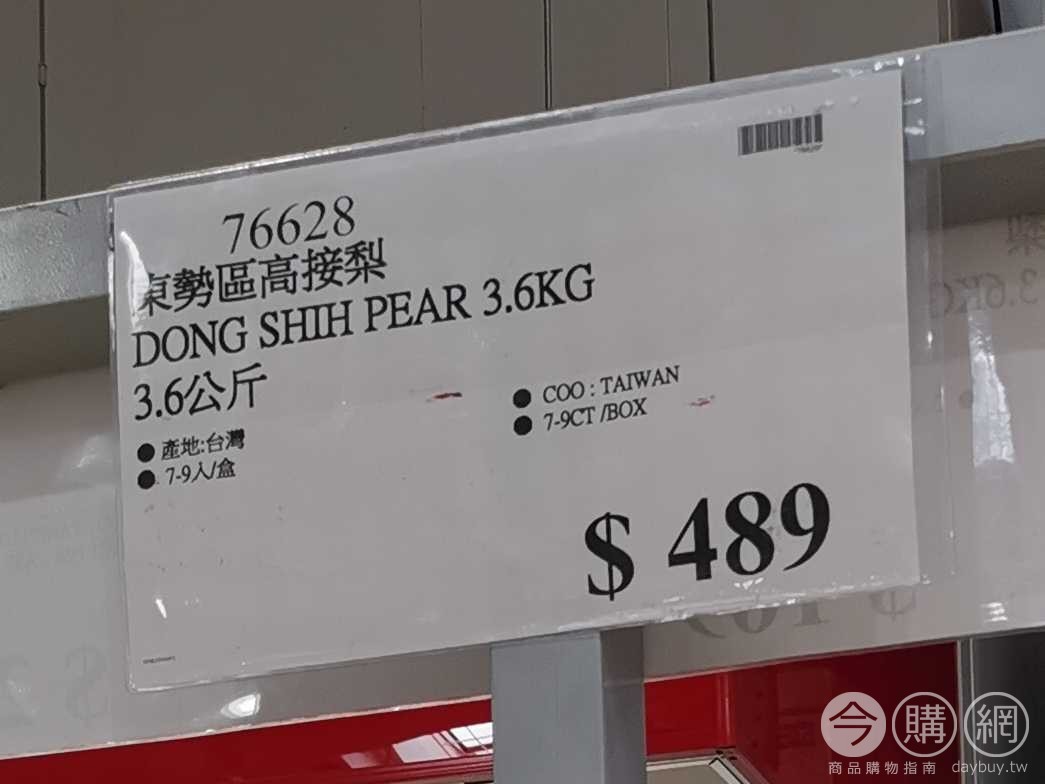 76628
東勢區高接梨
DONG SHIH PEAR 3.6KG
3.6公斤
● 產地:台灣
● 7-9入/盒
● COO : TAIWAN
● 7-9CT /BOX
$ 489
今購網
商品購物指南 daybuy.tw